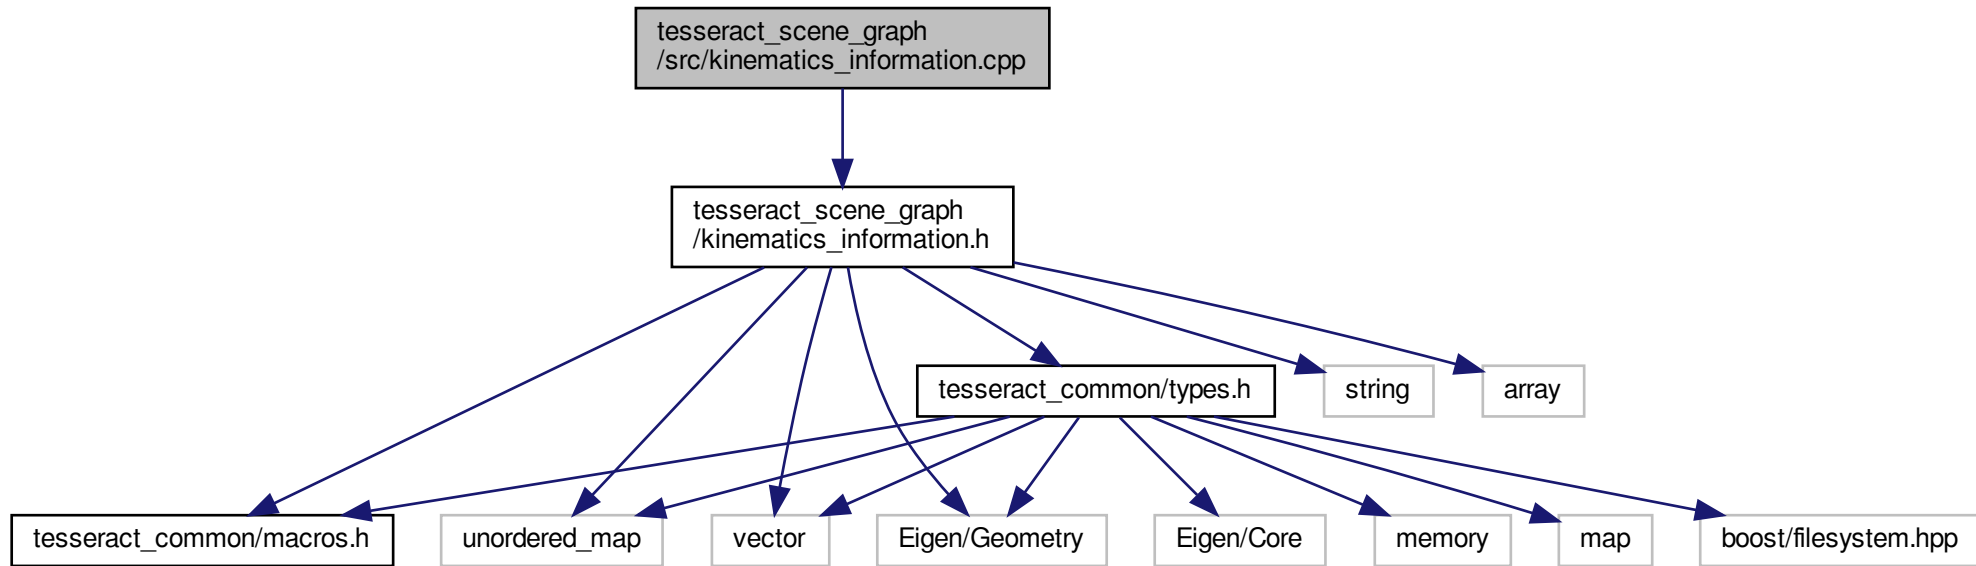 tesseract_scene_graph
/src/kinematics_information.cpp
tesseract_scene_graph
/kinematics_information.h
tesseract_common/types.h
string
array
tesseract_common/macros.h
unordered_map
vector
Eigen/Geometry
Eigen/Core
memory
map
boost/filesystem.hpp